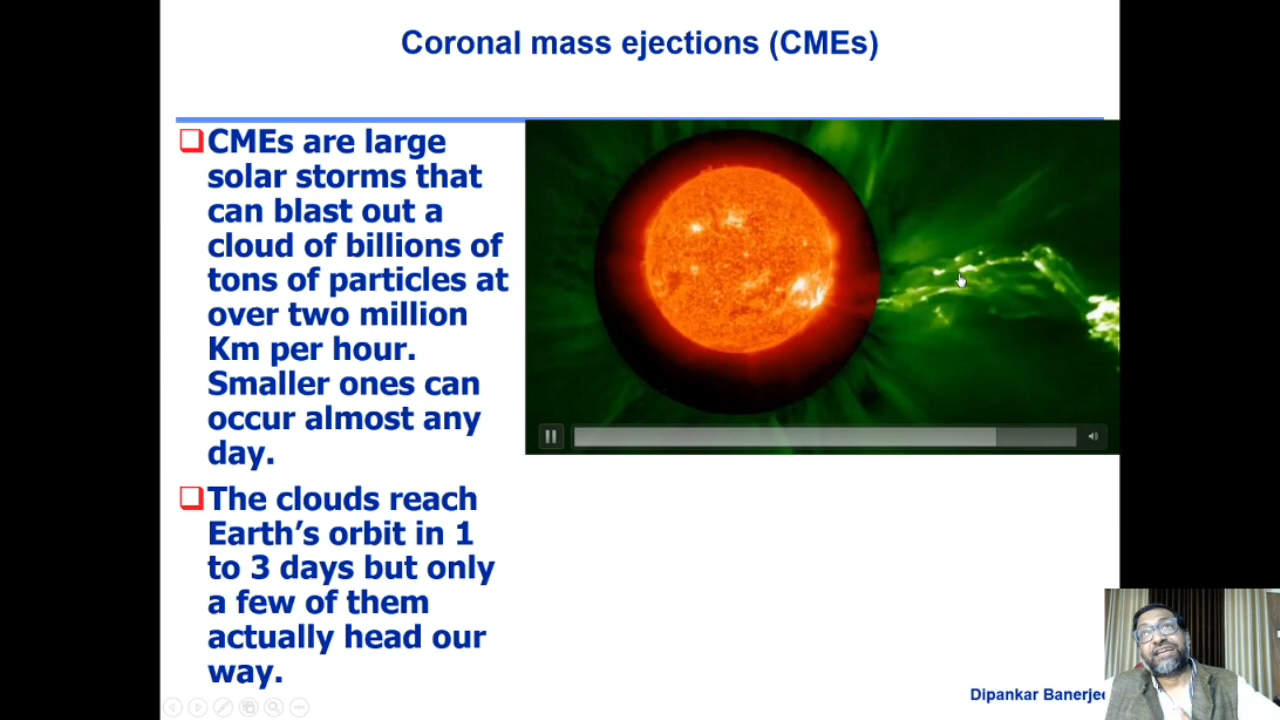 Coronal mass ejections (CMEs)
CMEs are large
solar storms that
can blast out a
cloud of billions of
tons of particles at
over two million
Km per hour.
Smaller ones can
occur almost any
day.
The clouds reach
Earth’s orbit in 1
to 3 days but only
a few of them
actually head our
way.
Dipankar Banerjee